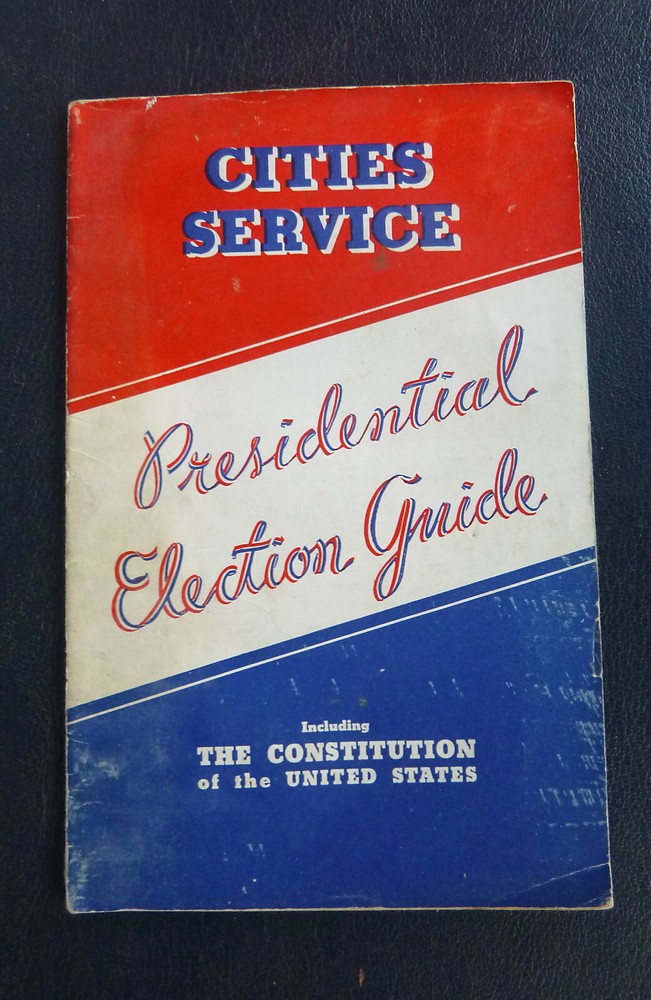 CITIES
SERVICE
Presidential
Election Guide
Including
THE CONSTITUTION
of the UNITED STATES